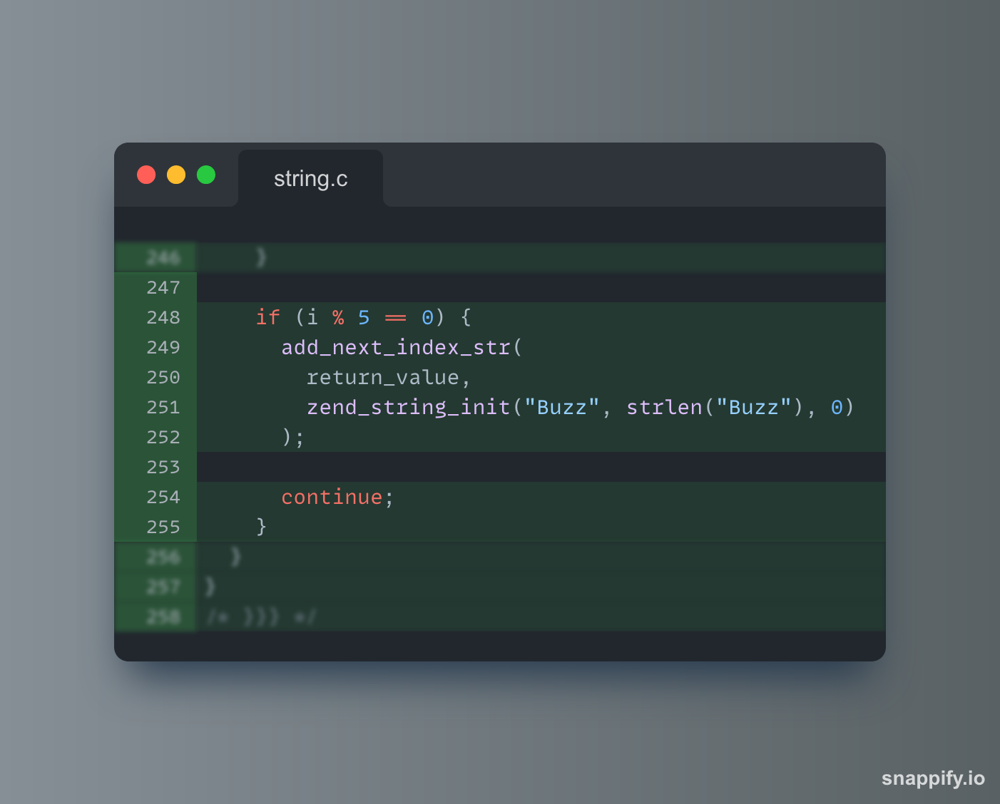 string.c
246 }
247
248 if (i % 5 == 0) {
249 add_next_index_str(
250 return_value,
251 zend_string_init("Buzz", strlen("Buzz"), 0)
252 );
253
254 continue;
255 }
256 }
257 }
258 /* }}} */
snappify.io